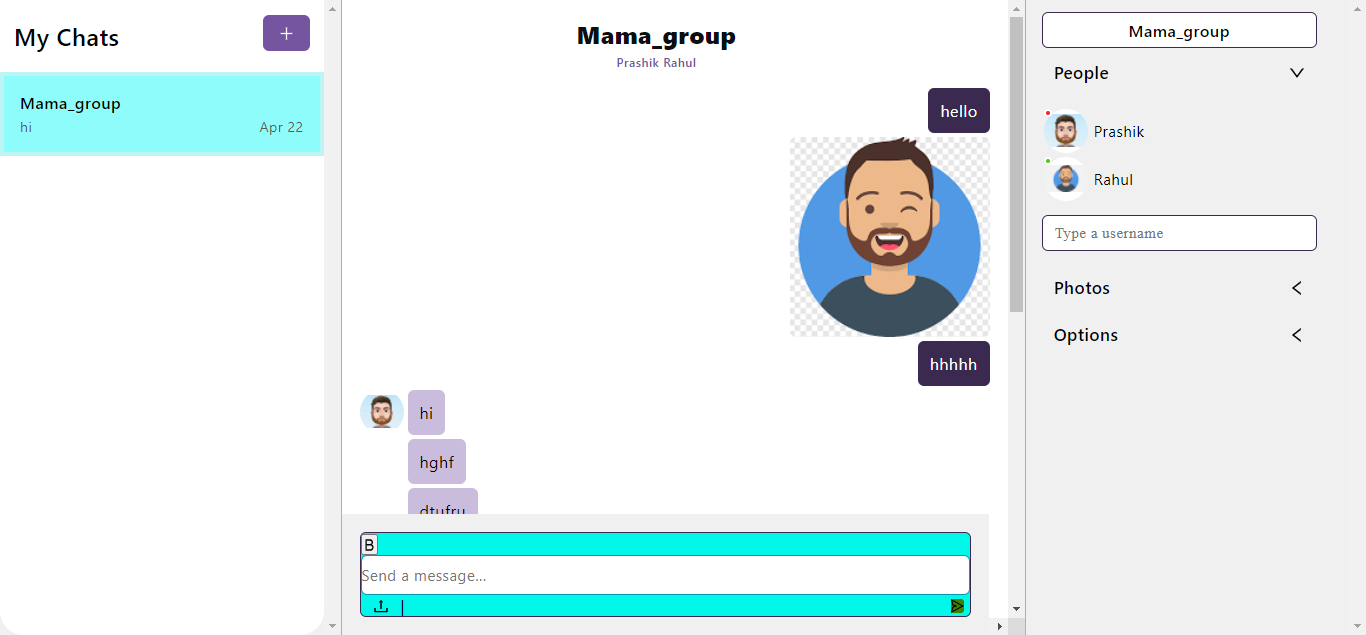 My Chats
+
Mama_group
hi
Apr 22
Mama_group
Prashik Rahul
hello
hhhhh
hi
hghf
dtufru
B
Send a message...
Mama_group
People
Prashik
Rahul
Type a username
Photos
Options